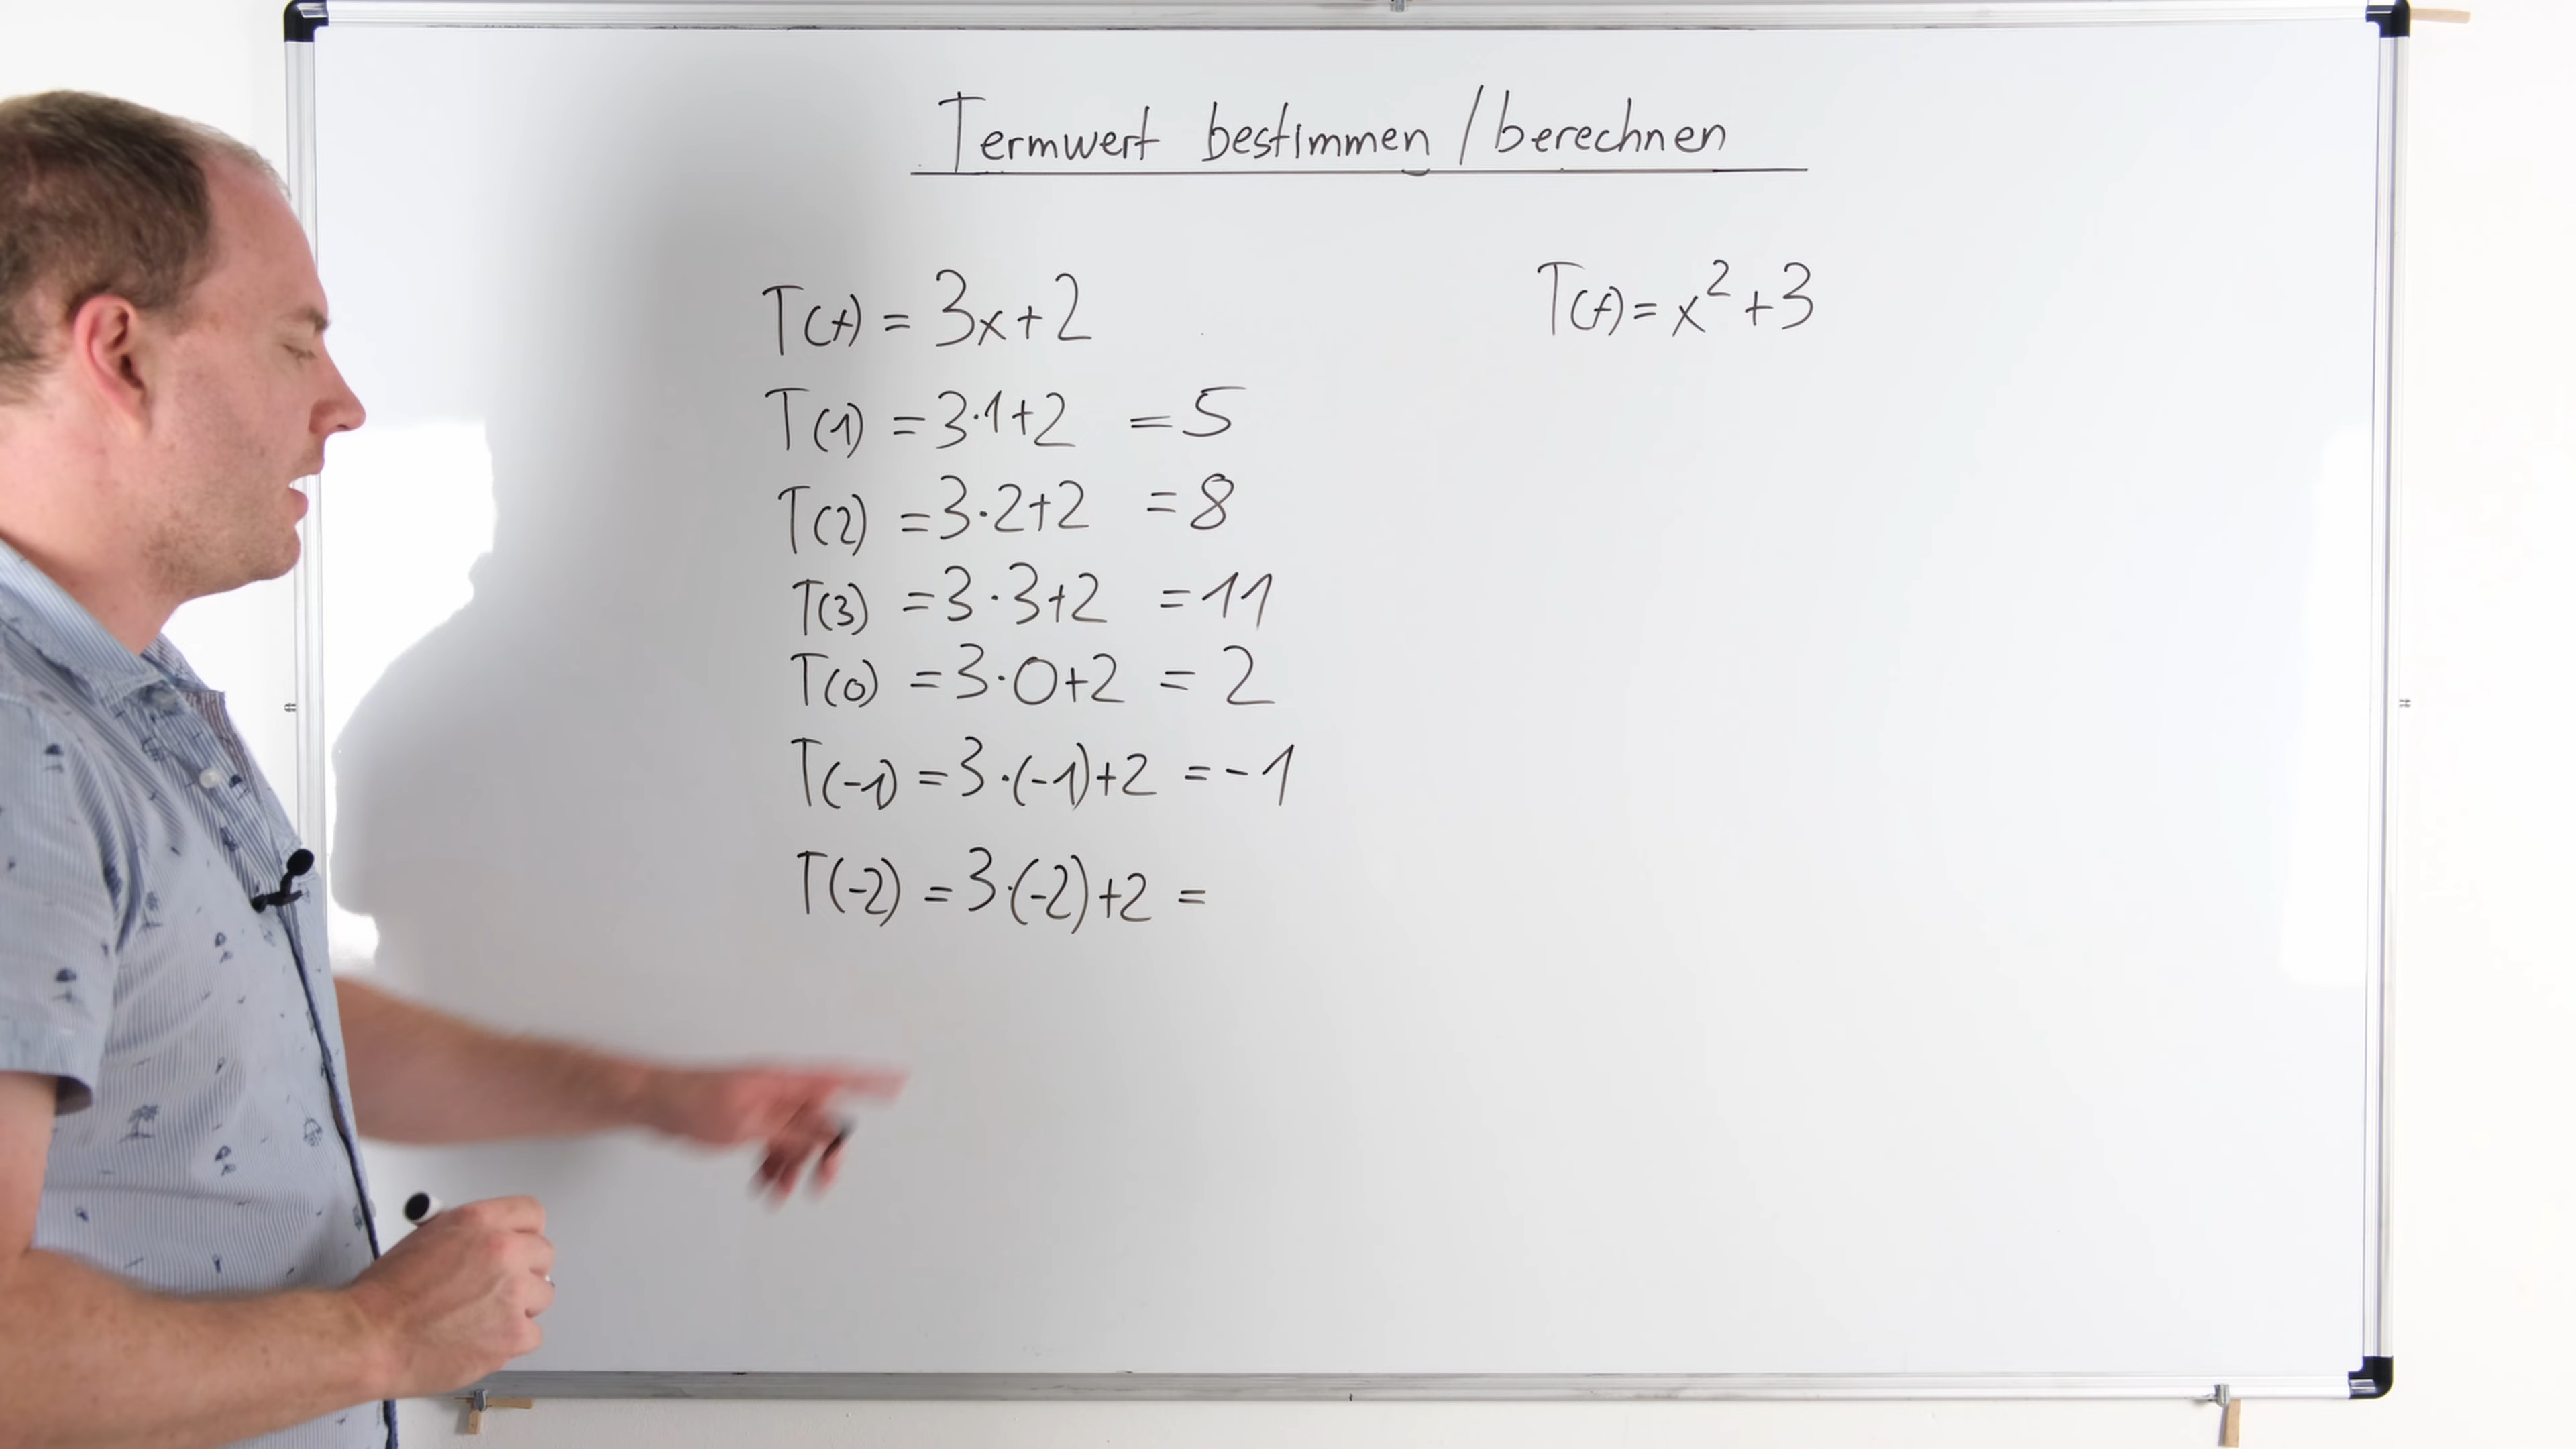 Termwert bestimmen / berechnen
T(x) = 3x+2
T(1) = 3·1+2 = 5
T(2) = 3·2+2 = 8
T(3) = 3·3+2 = 11
T(0) = 3·0+2 = 2
T(-1) = 3·(-1)+2 = -1
T(-2) = 3·(-2)+2 =
T(x) = x²+3